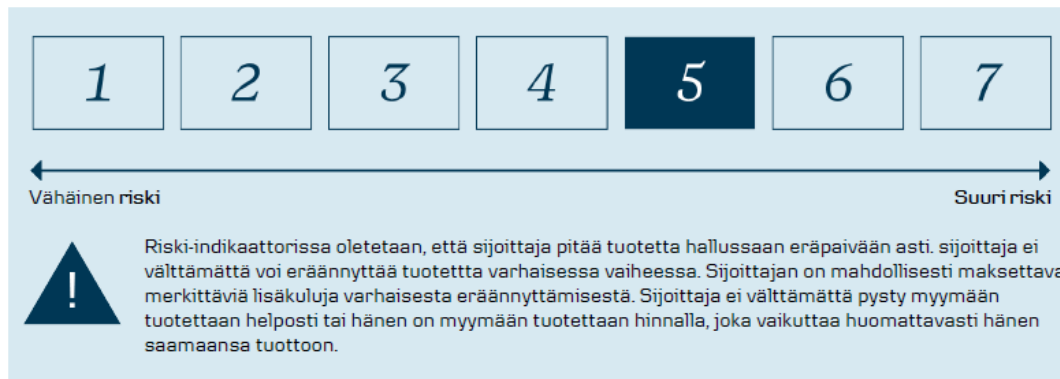 1 2 3 4 5 6 7
Vähäinen riski Suuri riski
Riski-indikaattorissa oletetaan, että sijoittaja pitää tuotetta hallussaan eräpaivään asti. sijoittaja ei
välttämättä voi eräännyttää tuotettta varhaisessa vaiheessa. Sijoittajan on mahdollisesti maksettava
merkittäviä lisäkuluja varhaisesta eräännyttämisestä. Sijoittaja ei välttämättä pysty myymään
tuotettaan helposti tai hänen on myymään tuotettaan hinnalla, joka vaikuttaa huomattavasti hänen
saamaansa tuottoon.
!